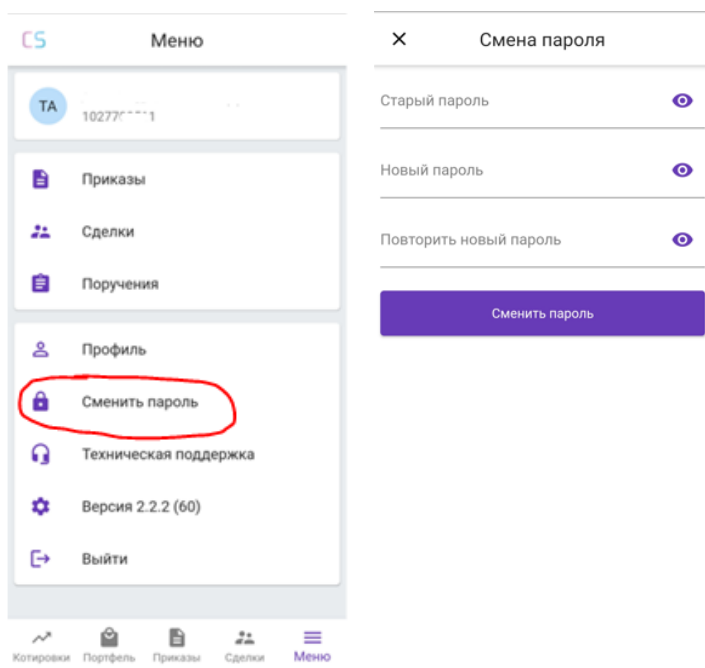 CS
Меню
TA
Приказы
Сделки
Поручения
Профиль
Сменить пароль
Техническая поддержка
Версия 2.2.2 (60)
Выйти
Котировки
Портфель
Приказы
Сделки
Меню
Смена пароля
Старый пароль
Новый пароль
Повторить новый пароль
Сменить пароль